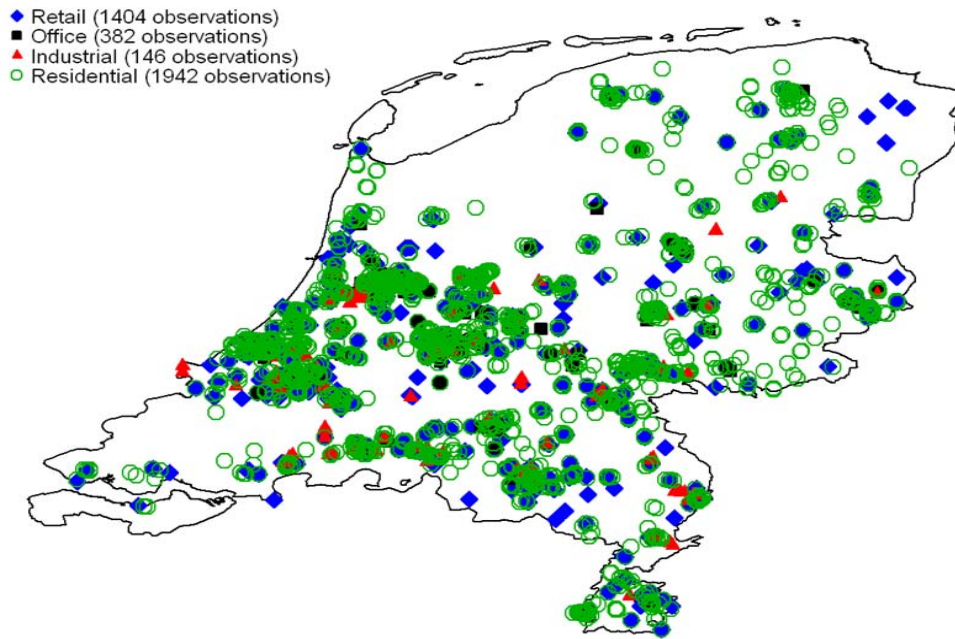 Retail (1404 observations)
Office (382 observations)
Industrial (146 observations)
Residential (1942 observations)